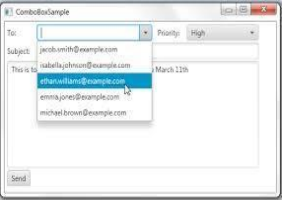 ComboBoxSample
To: Priority: High
Subject:
jacob.smith@example.com
isabella.johnson@example.com
This is to March 11th
ethan.williams@example.com
emma.jones@example.com
michael.brown@example.com
Send